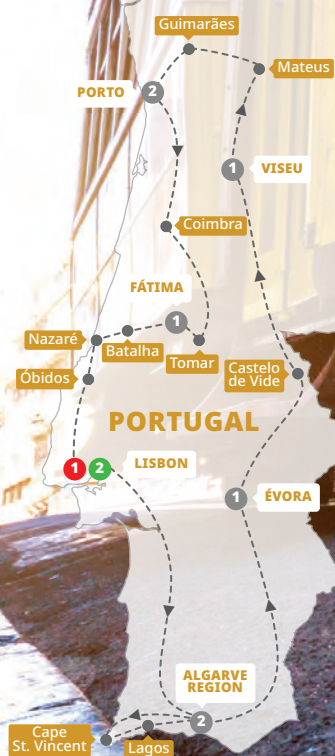 Guimarães
Mateus
PORTO
2
1
VISEU
Coimbra
FÁTIMA
1
Nazaré
Batalha
Tomar
Óbidos
Castelo
de Vide
PORTUGAL
1
2
LISBON
1
ÉVORA
ALGARVE
REGION
2
Cape
St. Vincent
Lagos